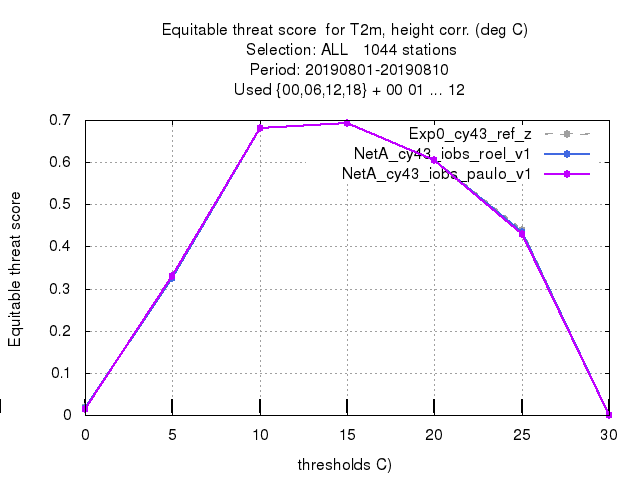 Equitable threat score  for T2m, height corr. (deg C)
Selection: ALL   1044 stations
Period: 20190801-20190810
Used {00,06,12,18} + 00 01 ... 12
Exp0_cy43_ref_z
NetA_cy43_iobs_roel_v1
NetA_cy43_iobs_paulo_v1
Equitable threat score
0.7
0.6
0.5
0.4
0.3
0.2
0.1
0
0 5 10 15 20 25 30
thresholds C)